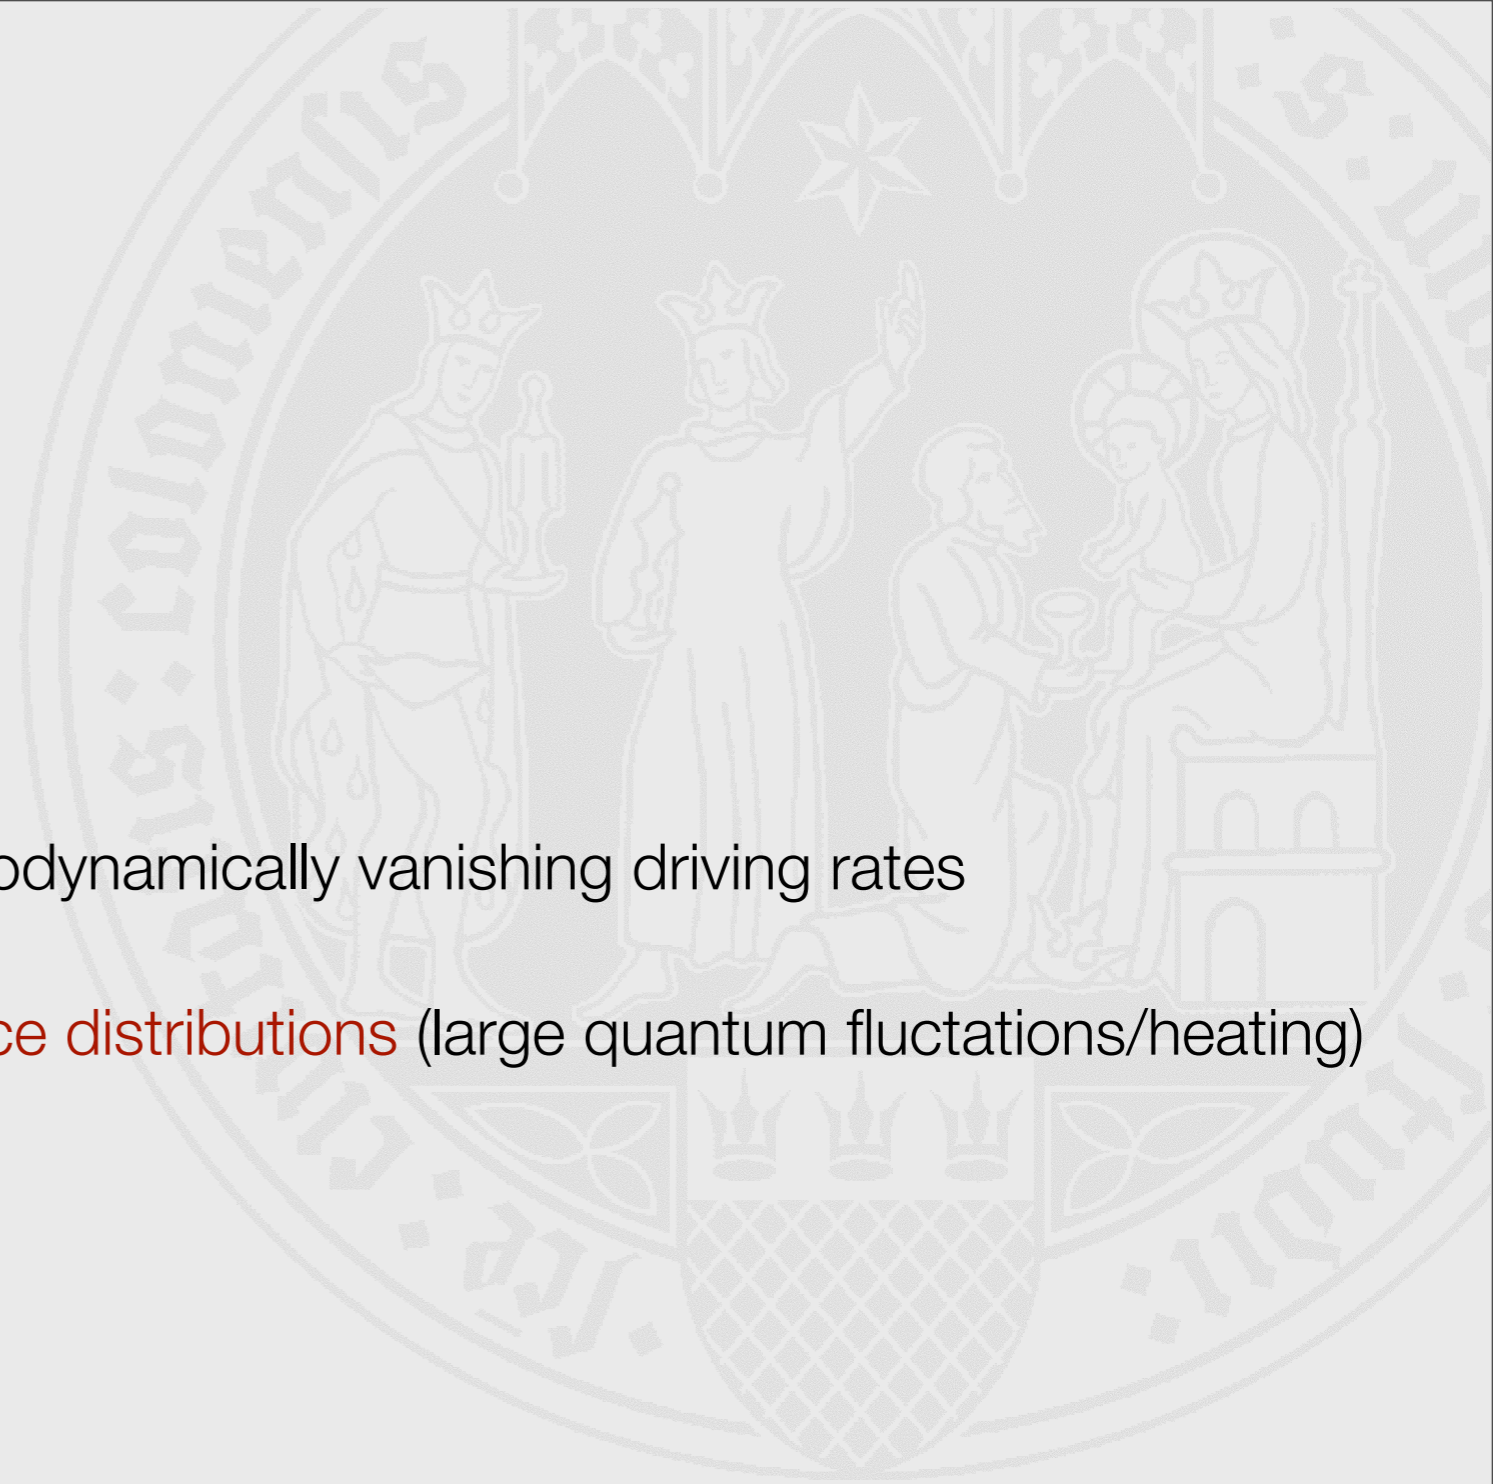 odynamically vanishing driving rates
ce distributions (large quantum fluctations/heating)